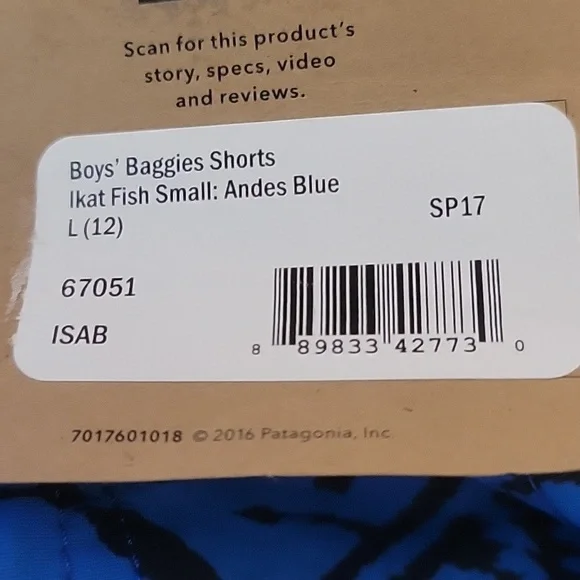 Scan for this product's
story, specs, video
and reviews.
Boys' Baggies Shorts
Ikat Fish Small: Andes Blue
L (12)
SP17
67051
ISAB
8 89833 42773 0
7017601018 © 2016 Patagonia, Inc